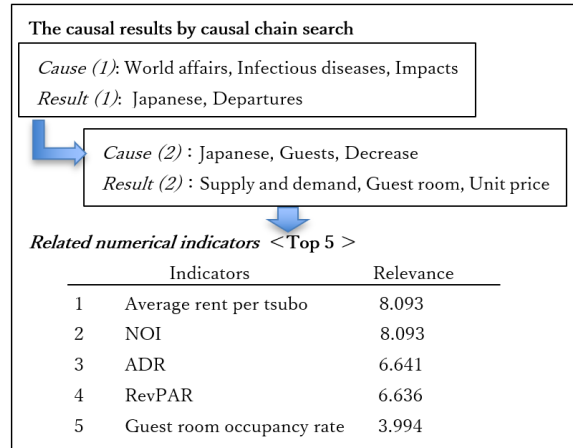 The causal results by causal chain search
Cause (1): World affairs, Infectious diseases, Impacts
Result (1): Japanese, Departures
Cause (2)：Japanese, Guests, Decrease
Result (2)：Supply and demand, Guest room, Unit price
Related numerical indicators ＜Top 5 ＞
Indicators Relevance
1 Average rent per tsubo 8.093
2 NOI 8.093
3 ADR 6.641
4 RevPAR 6.636
5 Guest room occupancy rate 3.994